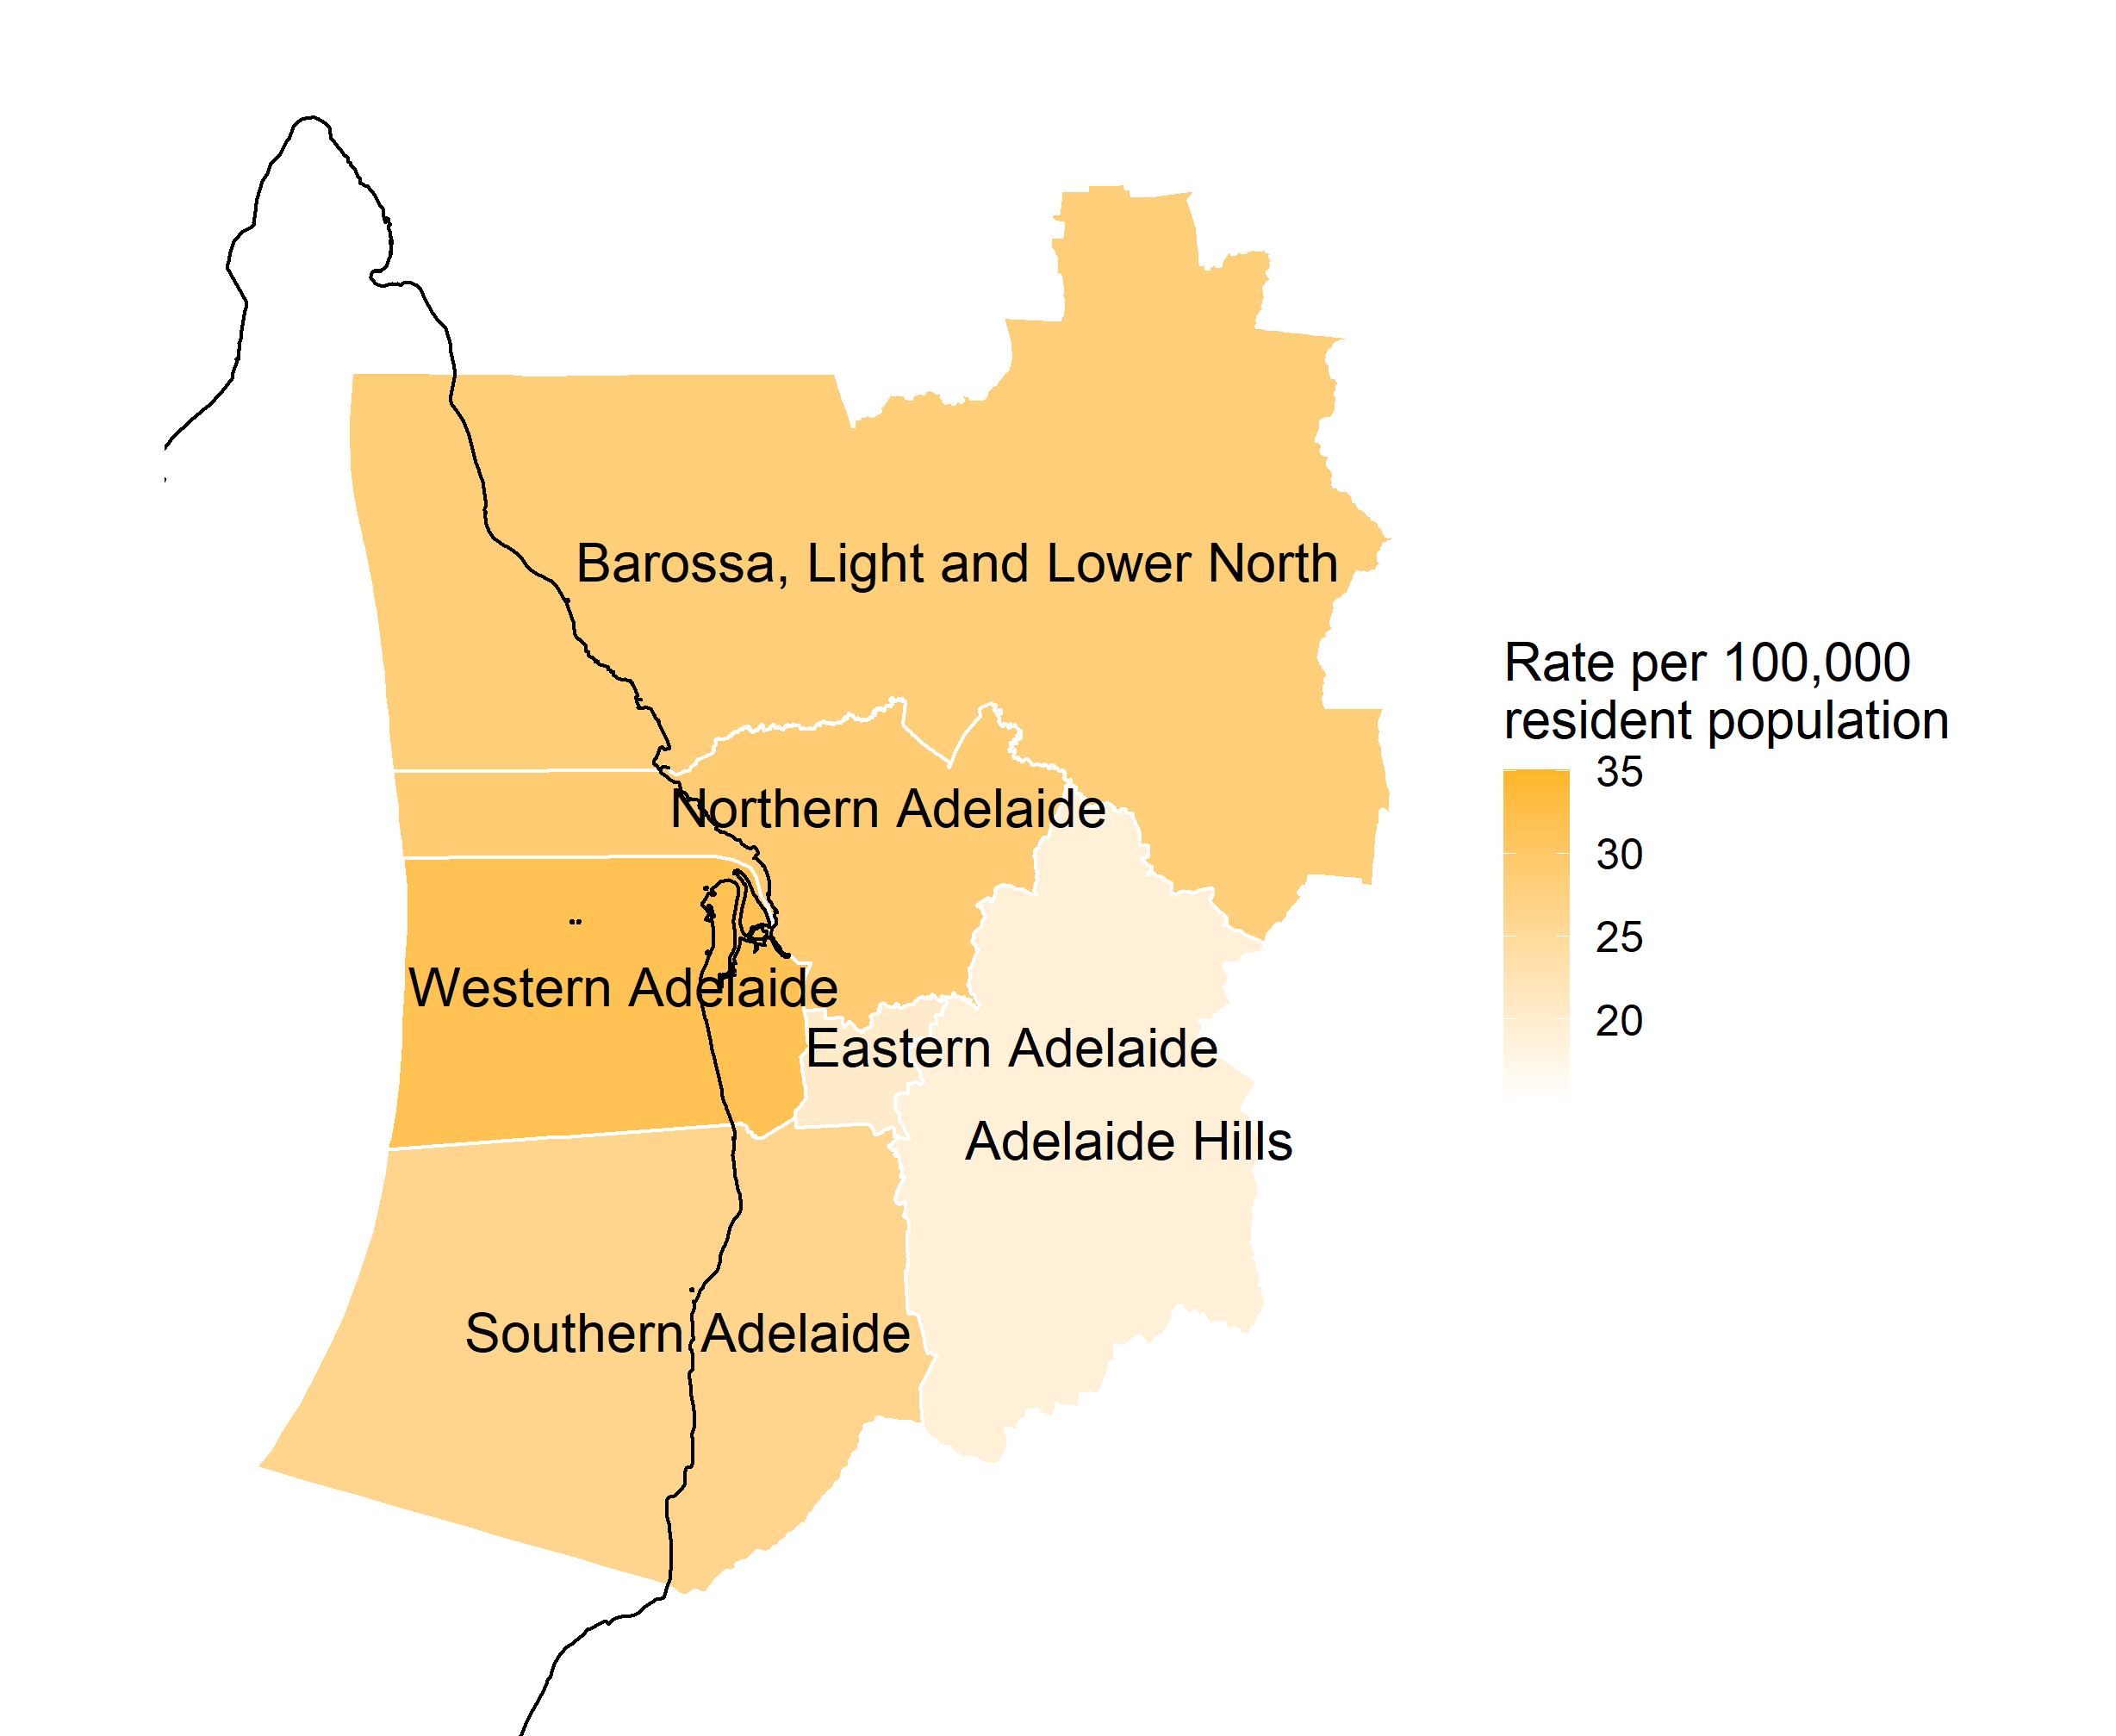 Barossa, Light and Lower North
Rate per 100,000
resident population
35
Northern Adelaide
30
25
Western Adelaide
20
Eastern Adelaide
Adelaide Hills
Southern Adelaide